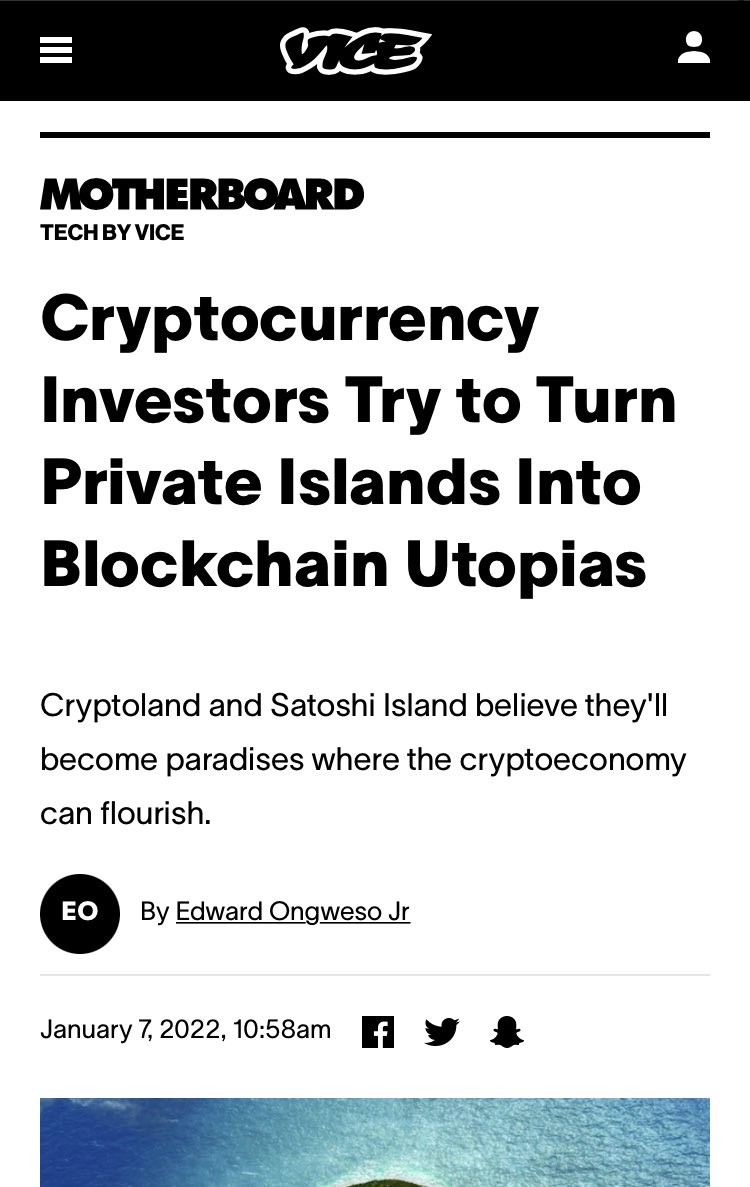 VICE
MOTHERBOARD
TECH BY VICE
Cryptocurrency
Investors Try to Turn
Private Islands Into
Blockchain Utopias
Cryptoland and Satoshi Island believe they'll
become paradises where the cryptoeconomy
can flourish.
EO
By Edward Ongweso Jr
January 7, 2022, 10:58am